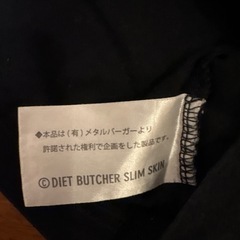 ◆本品は(有)メタルバーガーより
許諾された権利で企画をした製品です。
© DIET BUTCHER SLIM SKIN